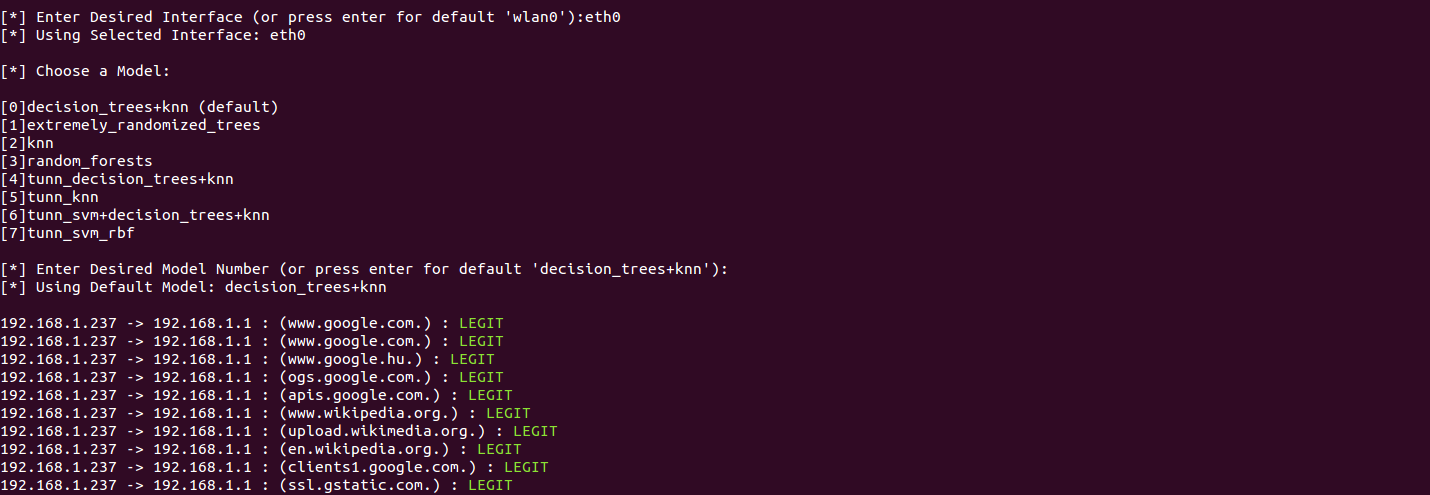 [*] Enter Desired Interface (or press enter for default 'wlan0'):eth0
[*] Using Selected Interface: eth0
[*] Choose a Model:
[0]decision_trees+knn (default)
[1]extremely_randomized_trees
[2]knn
[3]random_forests
[4]tunn_decision_trees+knn
[5]tunn_knn
[6]tunn_svm+decision_trees+knn
[7]tunn_svm_rbf
[*] Enter Desired Model Number (or press enter for default 'decision_trees+knn'):
[*] Using Default Model: decision_trees+knn
192.168.1.237 -> 192.168.1.1 : (www.google.com.) : LEGIT
192.168.1.237 -> 192.168.1.1 : (www.google.com.) : LEGIT
192.168.1.237 -> 192.168.1.1 : (www.google.hu.) : LEGIT
192.168.1.237 -> 192.168.1.1 : (ogs.google.com.) : LEGIT
192.168.1.237 -> 192.168.1.1 : (apis.google.com.) : LEGIT
192.168.1.237 -> 192.168.1.1 : (www.wikipedia.org.) : LEGIT
192.168.1.237 -> 192.168.1.1 : (upload.wikimedia.org.) : LEGIT
192.168.1.237 -> 192.168.1.1 : (en.wikipedia.org.) : LEGIT
192.168.1.237 -> 192.168.1.1 : (clients1.google.com.) : LEGIT
192.168.1.237 -> 192.168.1.1 : (ssl.gstatic.com.) : LEGIT